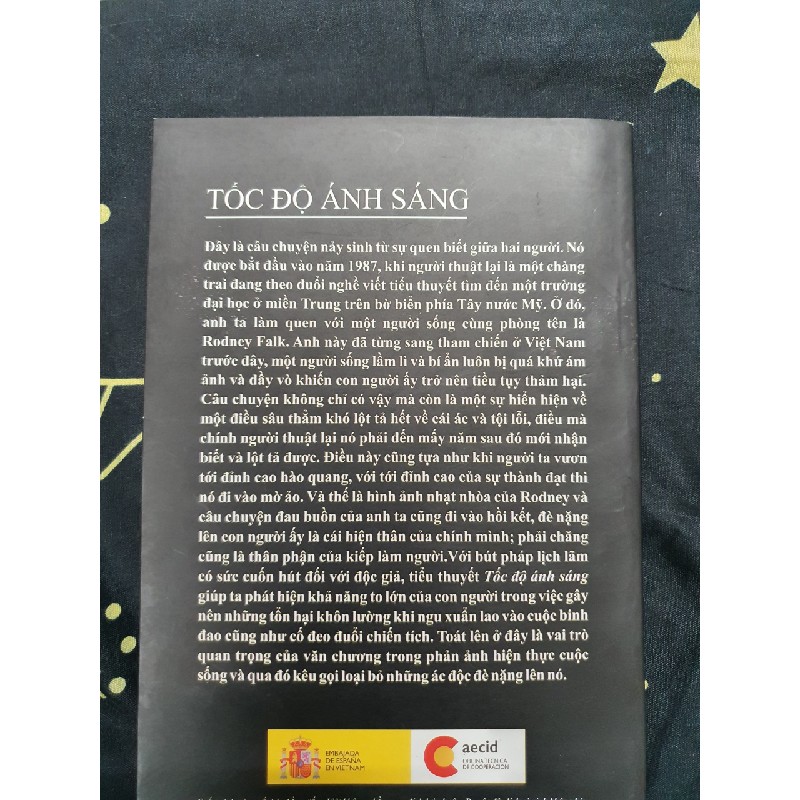 TỐC ĐỘ ÁNH SÁNG
Đây là câu chuyện nảy sinh từ sự quen biết giữa hai người. Nó
được bắt đầu vào năm 1987, khi người thuật lại là một chàng
trai đang theo đuổi nghề viết tiểu thuyết tìm đến một trường
đại học ở miền Trung trên bờ biển phía Tây nước Mỹ. Ở đó,
anh ta làm quen với một người sống cùng phòng tên là
Rodney Falk. Anh này đã từng sang tham chiến ở Việt Nam
trước đây, một người sống lầm lì và bí ẩn luôn bị quá khứ ám
ảnh và đầy vò khiến con người ấy trở nên tiều tụy thảm hại.
Câu chuyện không chỉ có vậy mà còn là một sự hiển hiện về
một điều sâu thẳm khó lột tả hết về cái ác và tội lỗi, điều mà
chính người thuật lại nó phải đến mấy năm sau đó mới nhận
biết và lột tả được. Điều này cũng tựa như khi người ta vươn
tới đỉnh cao hào quang, với tới đỉnh cao của sự thành đạt thì
nó đi vào mờ ảo. Và thế là hình ảnh nhạt nhòa của Rodney và
câu chuyện đau buồn của anh ta cũng đi vào hồi kết, đè nặng
lên con người ấy là cái hiện thân của chính mình; phải chăng
cũng là thân phận của kiếp làm người.Với bút pháp lịch lãm
có sức cuốn hút đối với độc giả, tiểu thuyết Tốc độ ánh sáng
giúp ta phát hiện khả năng to lớn của con người trong việc gây
nên những tổn hại khôn lường khi ngu xuẩn lao vào cuộc binh
đao cũng như cố đeo đuổi chiến tích. Toát lên ở đây là vai trò
quan trọng của văn chương trong phản ảnh hiện thực cuộc
sống và qua đó kêu gọi loại bỏ những ác độc đè nặng lên nó.
EMBAJADA
DE ESPAÑA
EN VIETNAM
aecid
OFICINA TÉCNICA
DE COOPERACIÓN